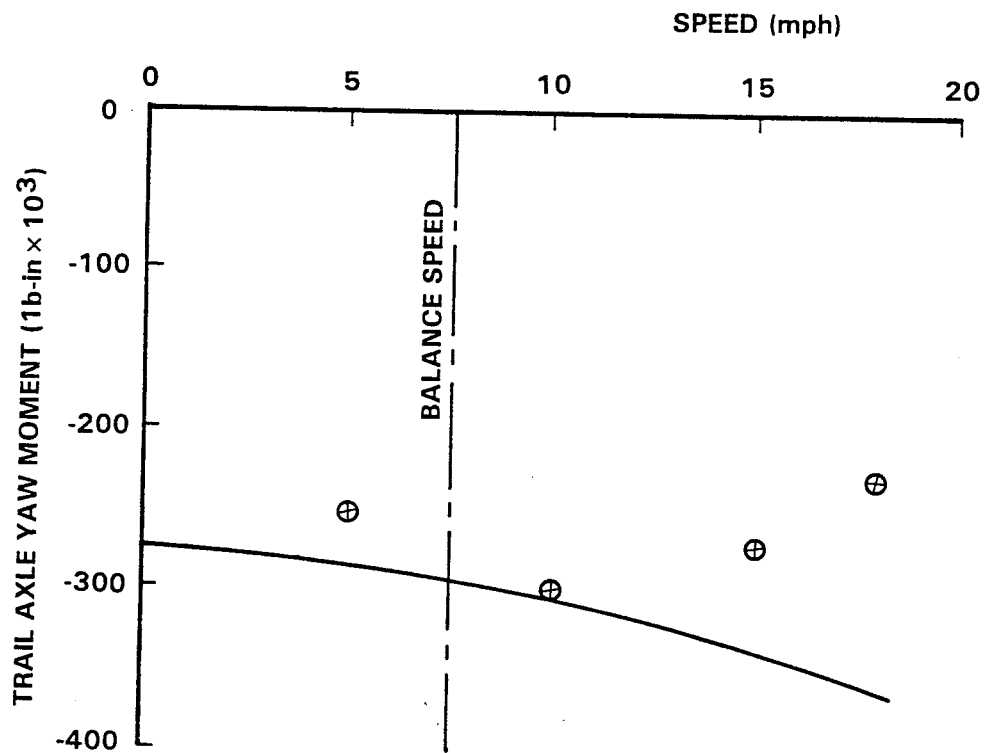 SPEED (mph)
0 5 10 15 20
0
-100
-200
-300
-400
TRAIL AXLE YAW MOMENT (1b-in × 10³)
BALANCE SPEED